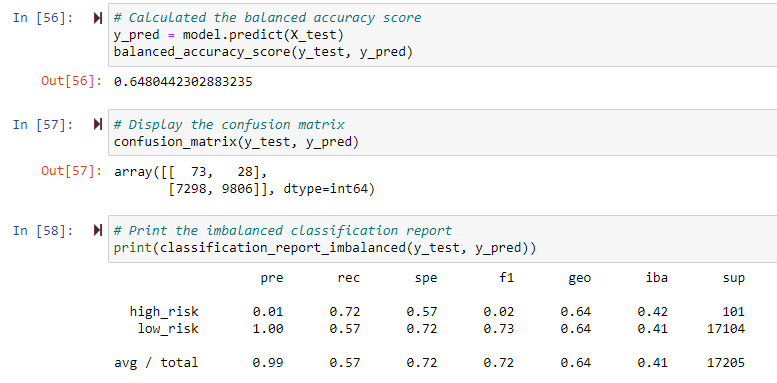 In [56]: # Calculated the balanced accuracy score
y_pred = model.predict(X_test)
balanced_accuracy_score(y_test, y_pred)
Out[56]: 0.6480442302883235
In [57]: # Display the confusion matrix
confusion_matrix(y_test, y_pred)
Out[57]: array([[  73,   28],
       [7298, 9806]], dtype=int64)
In [58]: # Print the imbalanced classification report
print(classification_report_imbalanced(y_test, y_pred))
pre rec spe f1 geo iba sup
high_risk 0.01 0.72 0.57 0.02 0.64 0.42 101
low_risk 1.00 0.57 0.72 0.73 0.64 0.41 17104
avg / total 0.99 0.57 0.72 0.72 0.64 0.41 17205